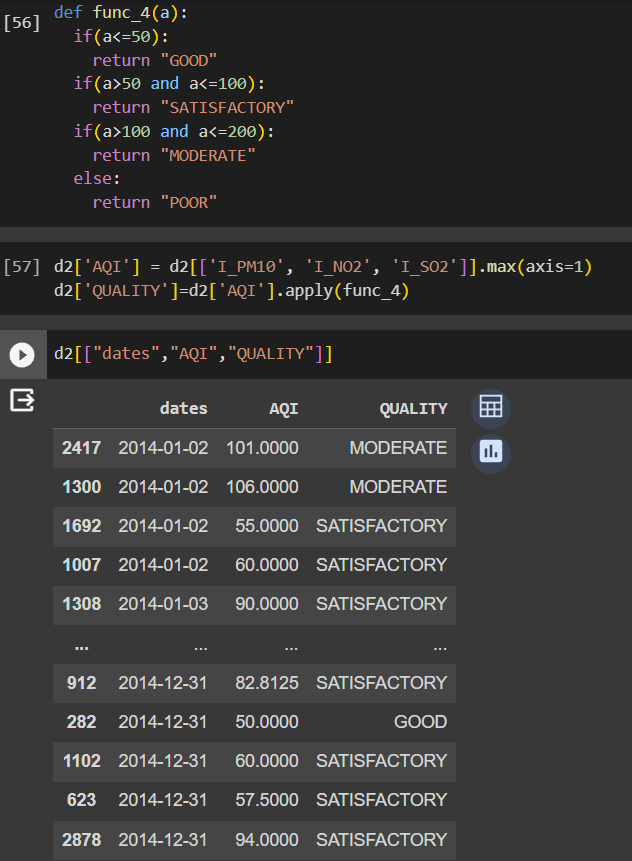 [56]
def func_4(a):
  if(a<=50):
    return "GOOD"
  if(a>50 and a<=100):
    return "SATISFACTORY"
  if(a>100 and a<=200):
    return "MODERATE"
  else:
    return "POOR"
[57] d2['AQI'] = d2[['I_PM10', 'I_NO2', 'I_SO2']].max(axis=1)
d2['QUALITY']=d2['AQI'].apply(func_4)
d2[["dates","AQI","QUALITY"]]
dates AQI QUALITY
2417 2014-01-02 101.0000 MODERATE
1300 2014-01-02 106.0000 MODERATE
1692 2014-01-02 55.0000 SATISFACTORY
1007 2014-01-02 60.0000 SATISFACTORY
1308 2014-01-03 90.0000 SATISFACTORY
... ... ... ...
912 2014-12-31 82.8125 SATISFACTORY
282 2014-12-31 50.0000 GOOD
1102 2014-12-31 60.0000 SATISFACTORY
623 2014-12-31 57.5000 SATISFACTORY
2878 2014-12-31 94.0000 SATISFACTORY